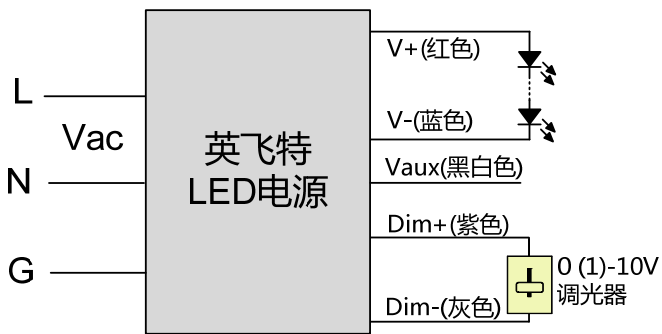 L
Vac
N
G
英飞特
LED电源
V+(红色)
V-(蓝色)
Vaux(黑白色)
Dim+(紫色)
Dim-(灰色)
0 (1)-10V
调光器